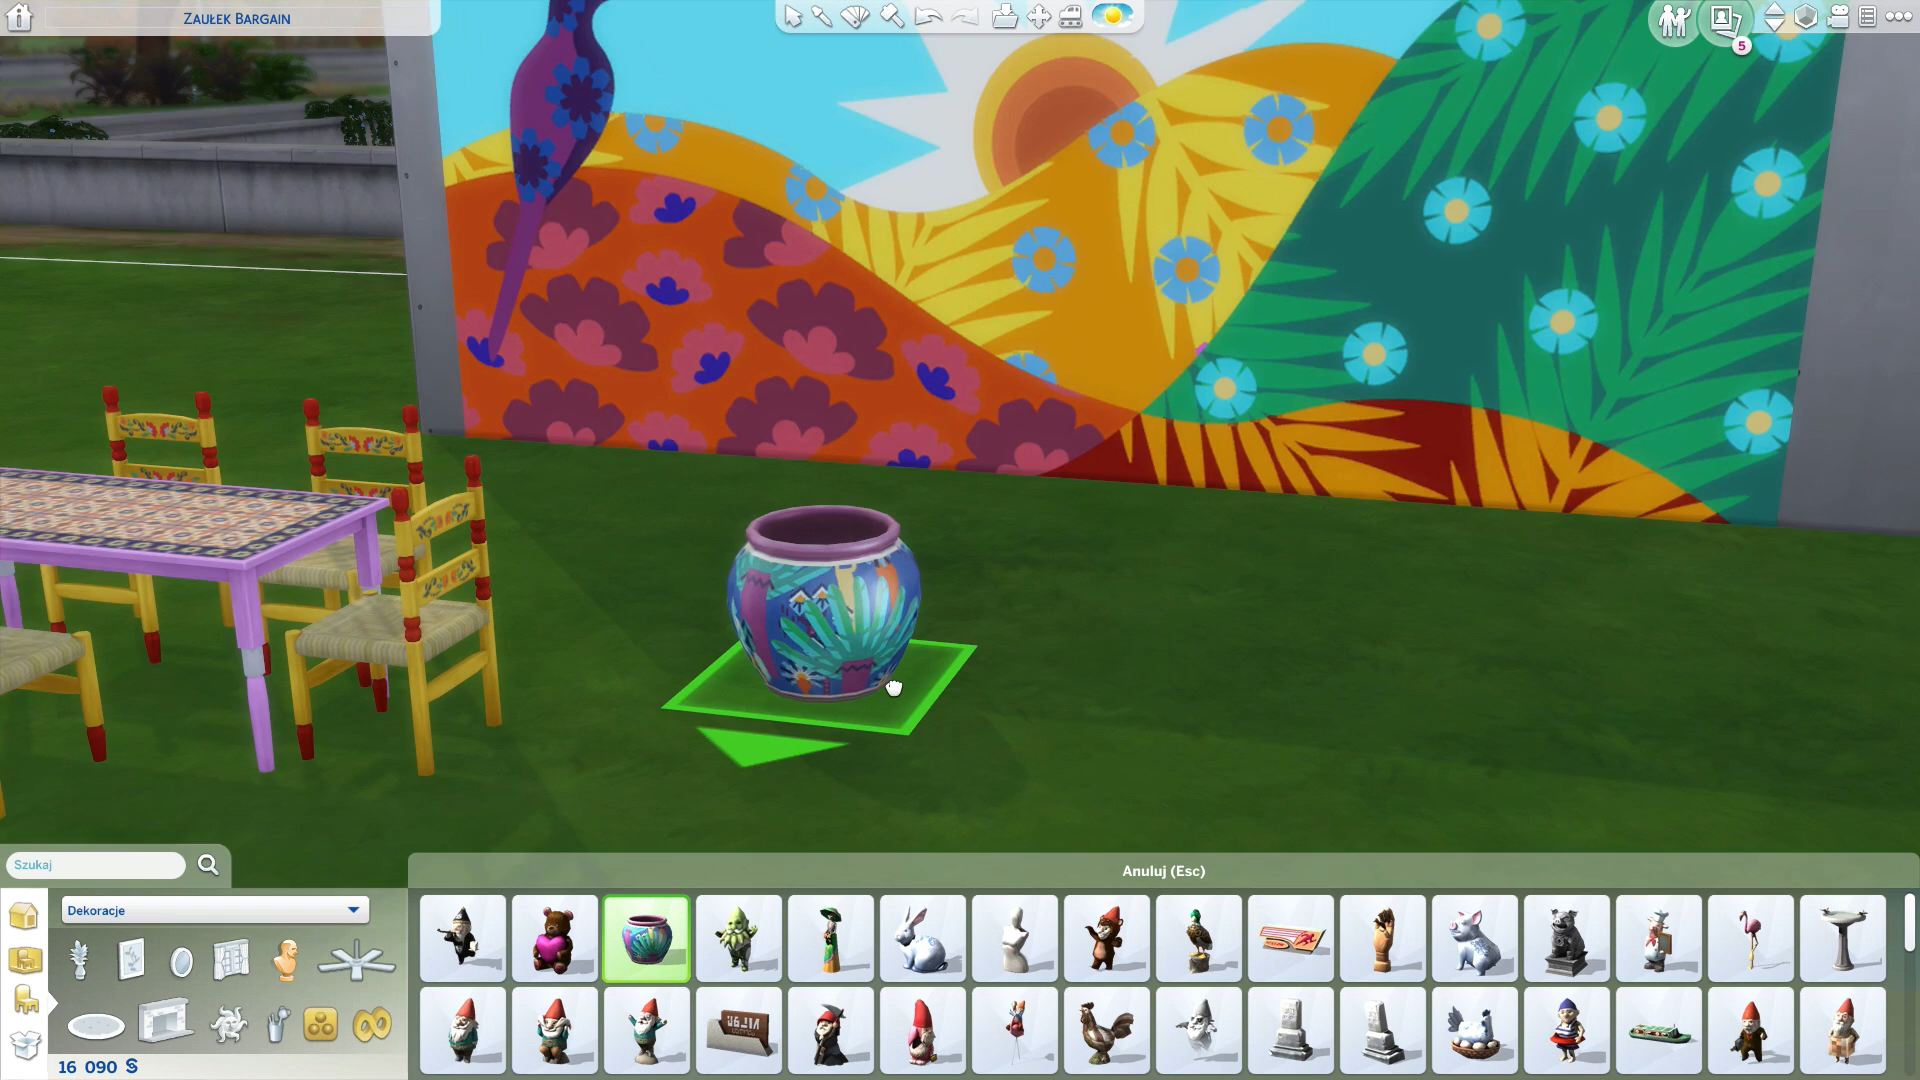 ZAUŁEK BARGAIN
5
Szukaj
Anuluj (Esc)
Dekoracje
16 090 §